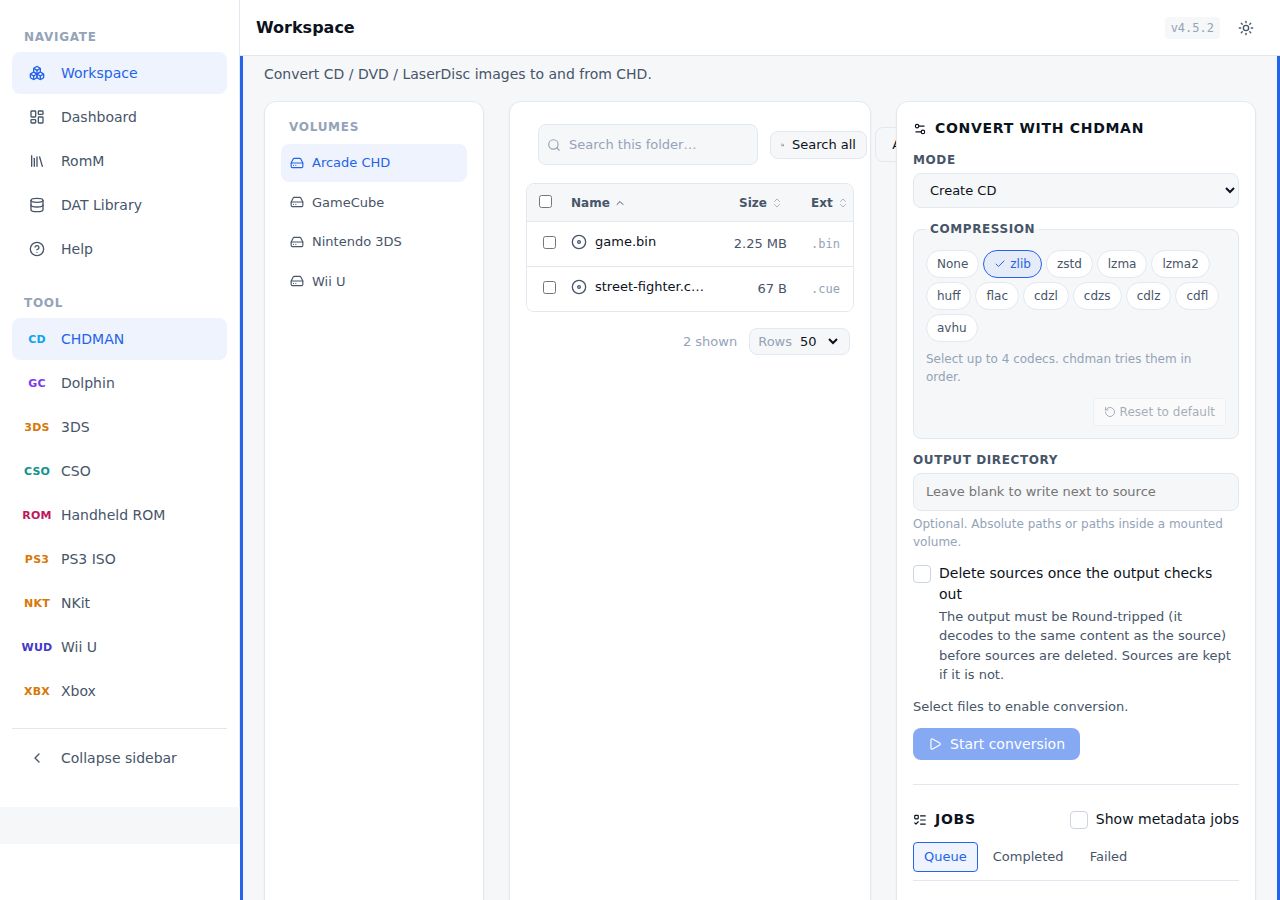 NAVIGATE
Workspace
Dashboard
RomM
DAT Library
Help
TOOL
CD CHDMAN
GC Dolphin
3DS 3DS
CSO CSO
ROM Handheld ROM
PS3 PS3 ISO
NKT NKit
WUD Wii U
XBX Xbox
Collapse sidebar
Workspace
v4.5.2
Convert CD / DVD / LaserDisc images to and from CHD.
VOLUMES
Arcade CHD
GameCube
Nintendo 3DS
Wii U
Search this folder…
Search all
Name Size Ext
game.bin 2.25 MB .bin
street-fighter.c… 67 B .cue
2 shown Rows 50
CONVERT WITH CHDMAN
MODE
Create CD
COMPRESSION
None zlib zstd lzma lzma2
huff flac cdzl cdzs cdlz cdfl
avhu
Select up to 4 codecs. chdman tries them in
order.
Reset to default
OUTPUT DIRECTORY
Leave blank to write next to source
Optional. Absolute paths or paths inside a mounted
volume.
Delete sources once the output checks
out
The output must be Round-tripped (it
decodes to the same content as the source)
before sources are deleted. Sources are kept
if it is not.
Select files to enable conversion.
Start conversion
JOBS Show metadata jobs
Queue Completed Failed